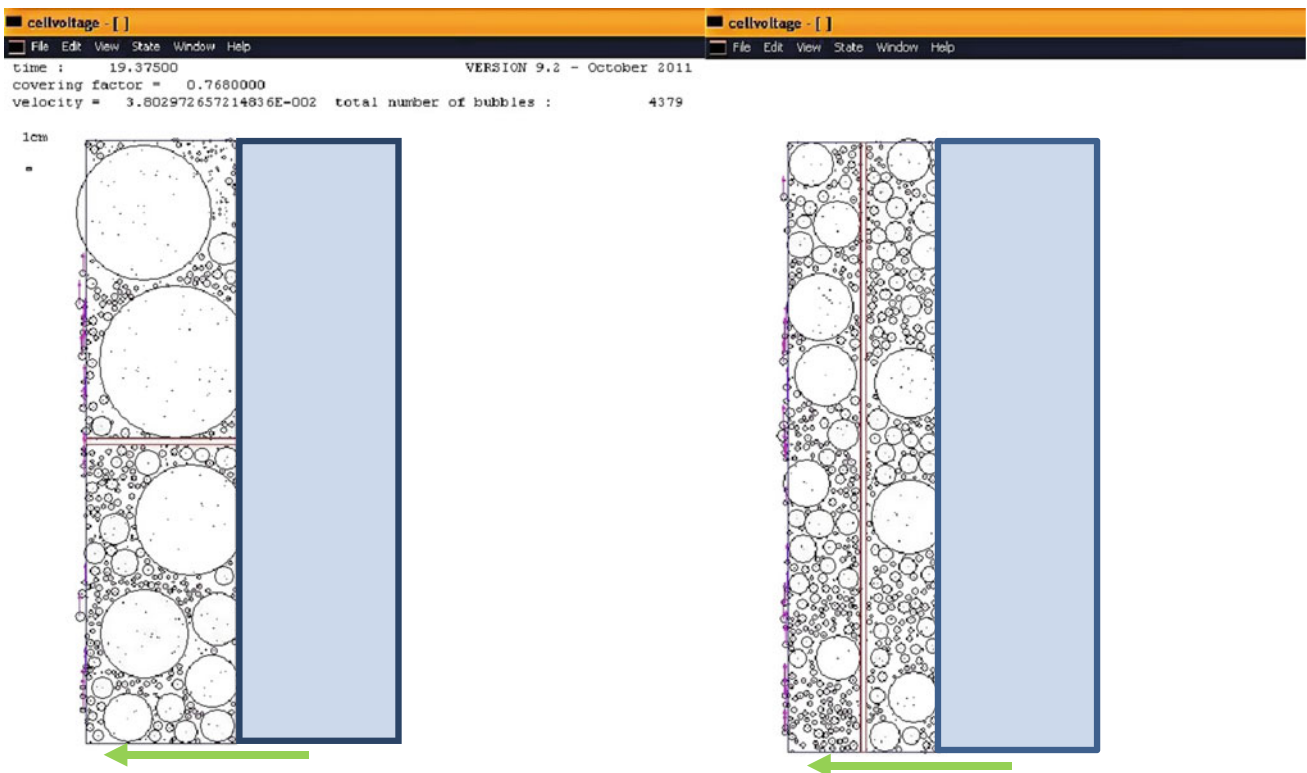 cellvoltage - [ ]
File Edit View State Window Help
time : 19.37500 VERSION 9.2 - October 2011
covering factor = 0.7680000
velocity = 3.802972657214836E-002 total number of bubbles : 4379
1cm
cellvoltage - [ ]
File Edit View State Window Help